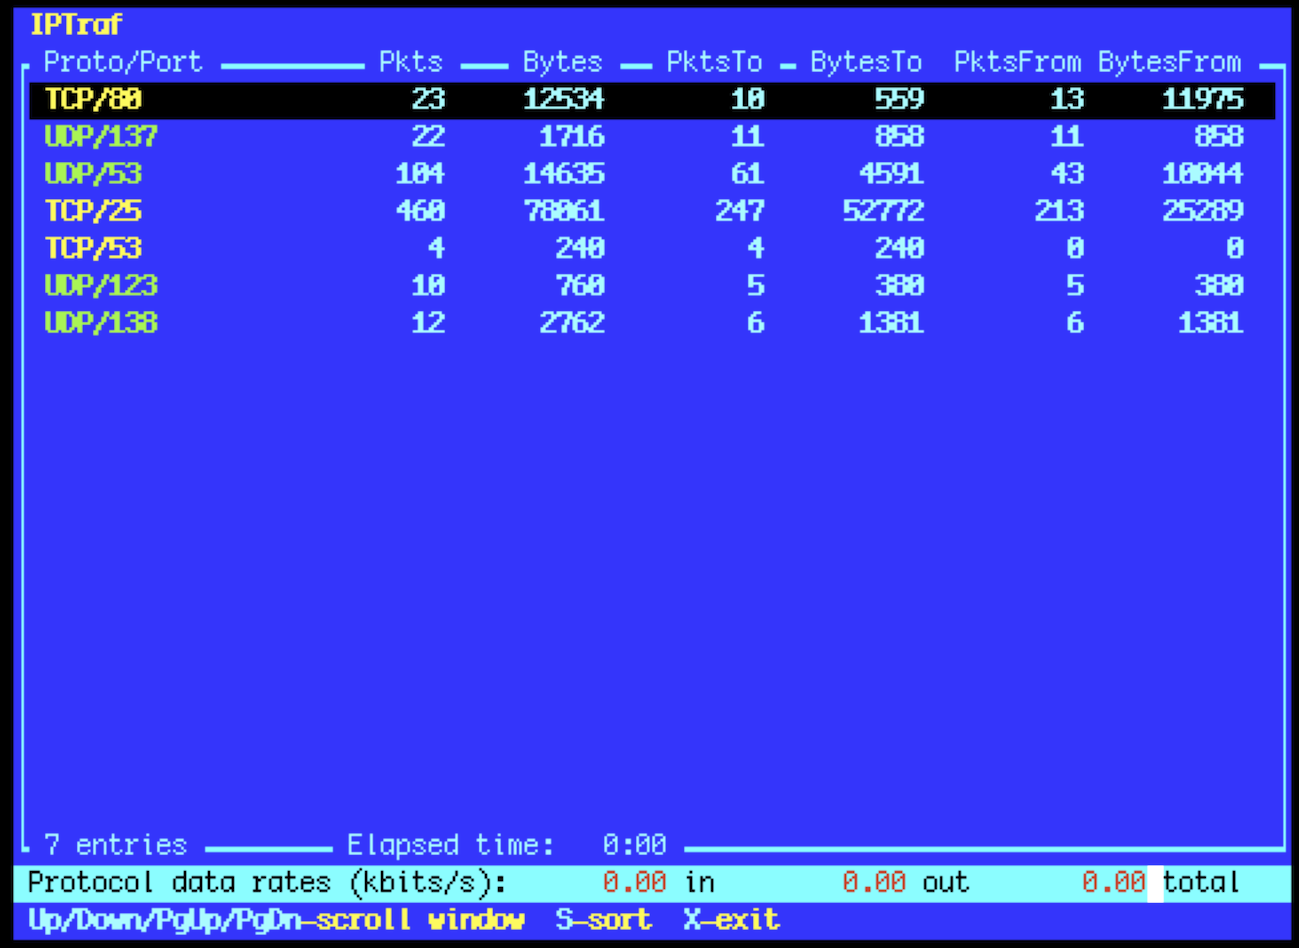 IPTraf
Proto/Port Pkts Bytes PktsTo BytesTo PktsFrom BytesFrom
TCP/80 23 12534 10 559 13 11975
UDP/137 22 1716 11 858 11 858
UDP/53 104 14635 61 4591 43 10044
TCP/25 460 78061 247 52772 213 25289
TCP/53 4 240 4 240 0 0
UDP/123 10 760 5 380 5 380
UDP/138 12 2762 6 1381 6 1381
7 entries Elapsed time: 0:00
Protocol data rates (kbits/s): 0.00 in 0.00 out 0.00 total
Up/Down/PgUp/PgDn-scroll window S-sort X-exit